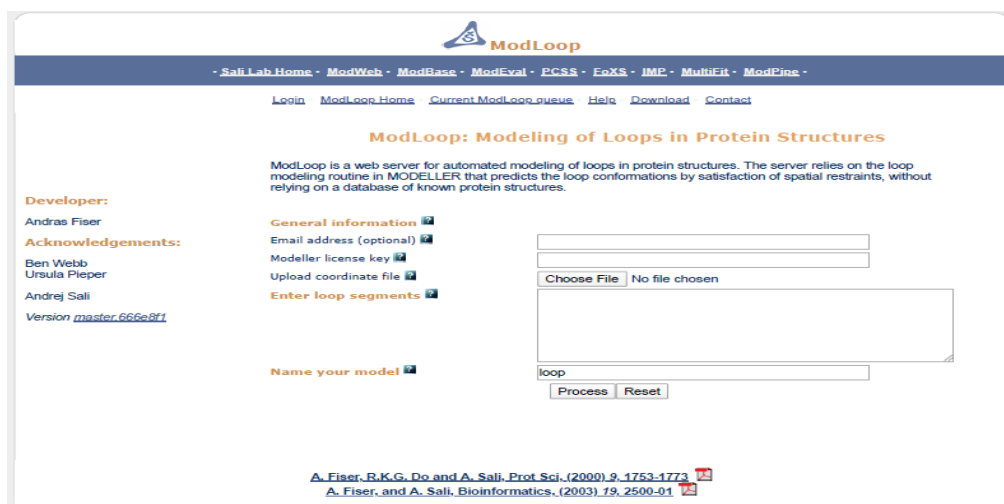 ModLoop
· Sali Lab Home · ModWeb · ModBase · ModEval · PCSS · FoXS · IMP · MultiFit · ModPipe ·
Login ModLoop Home Current ModLoop queue Help Download Contact
ModLoop: Modeling of Loops in Protein Structures
ModLoop is a web server for automated modeling of loops in protein structures. The server relies on the loop
modeling routine in MODELLER that predicts the loop conformations by satisfaction of spatial restraints, without
relying on a database of known protein structures.
Developer:
Andras Fiser
Acknowledgements:
Ben Webb
Ursula Pieper
Andrej Sali
Version master.666e8f1
General information ?
Email address (optional) ?
Modeller license key ?
Upload coordinate file ? Choose File No file chosen
Enter loop segments ?
Name your model ? loop
Process Reset
A. Fiser, R.K.G. Do and A. Sali, Prot Sci, (2000) 9, 1753-1773
A. Fiser, and A. Sali, Bioinformatics, (2003) 19, 2500-01